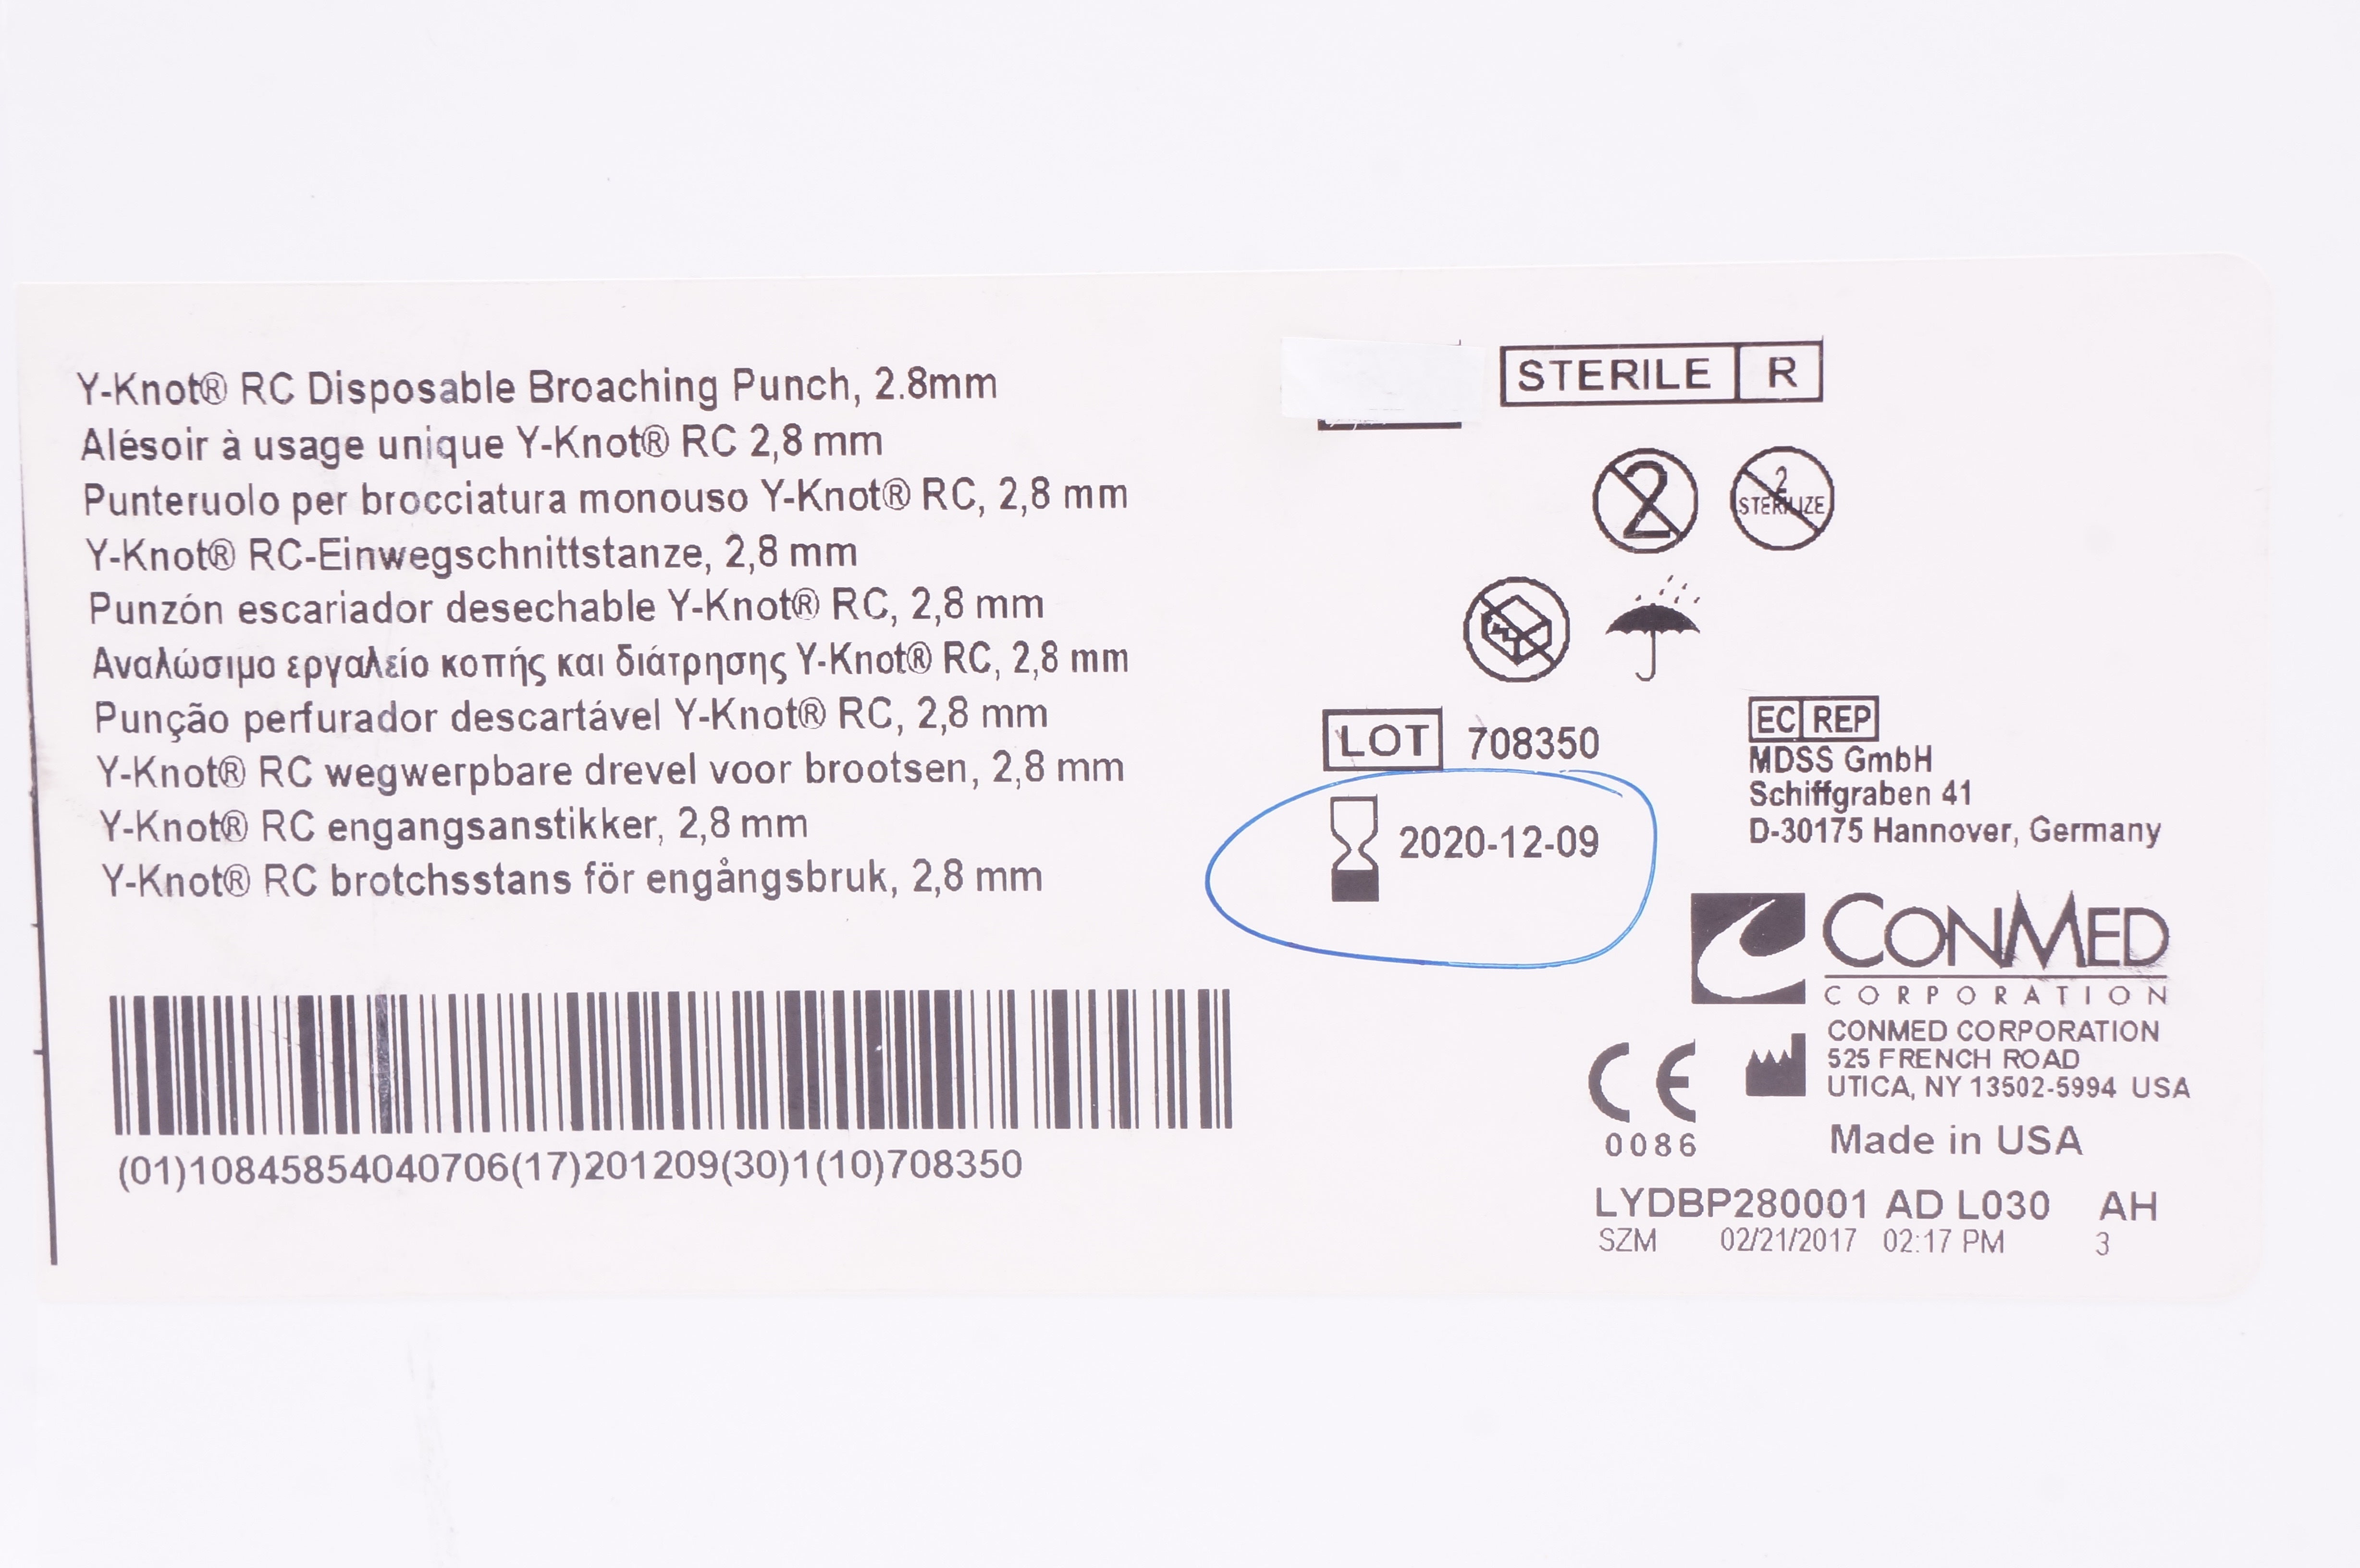 Y-Knot® RC Disposable Broaching Punch, 2.8mm
Alésoir à usage unique Y-Knot® RC 2,8 mm
Punteruolo per brocciatura monouso Y-Knot® RC, 2,8 mm
Y-Knot® RC-Einwegschnittstanze, 2,8 mm
Punzón escariador desechable Y-Knot® RC, 2,8 mm
Αναλώσιμο εργαλείο κοπής και διάτρησης Y-Knot® RC, 2,8 mm
Punção perfurador descartável Y-Knot® RC, 2,8 mm
Y-Knot® RC wegwerpbare drevel voor brootsen, 2,8 mm
Y-Knot® RC engangsanstikker, 2,8 mm
Y-Knot® RC brotchsstans för engångsbruk, 2,8 mm
(01)10845854040706(17)201209(30)1(10)708350
STERILE R
2
2
STERILIZE
LOT 708350
2020-12-09
EC REP
MDSS GmbH
Schiffgraben 41
D-30175 Hannover, Germany
CONMED
CORPORATION
CONMED CORPORATION
525 FRENCH ROAD
UTICA, NY 13502-5994 USA
CE
0086
Made in USA
LYDBP280001 AD L030 AH
SZM 02/21/2017 02:17 PM 3